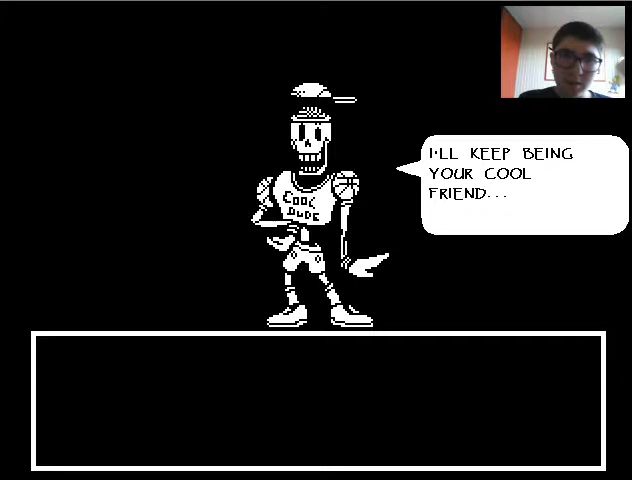 I'LL KEEP BEING
YOUR COOL
FRIEND...
COOL
DUDE